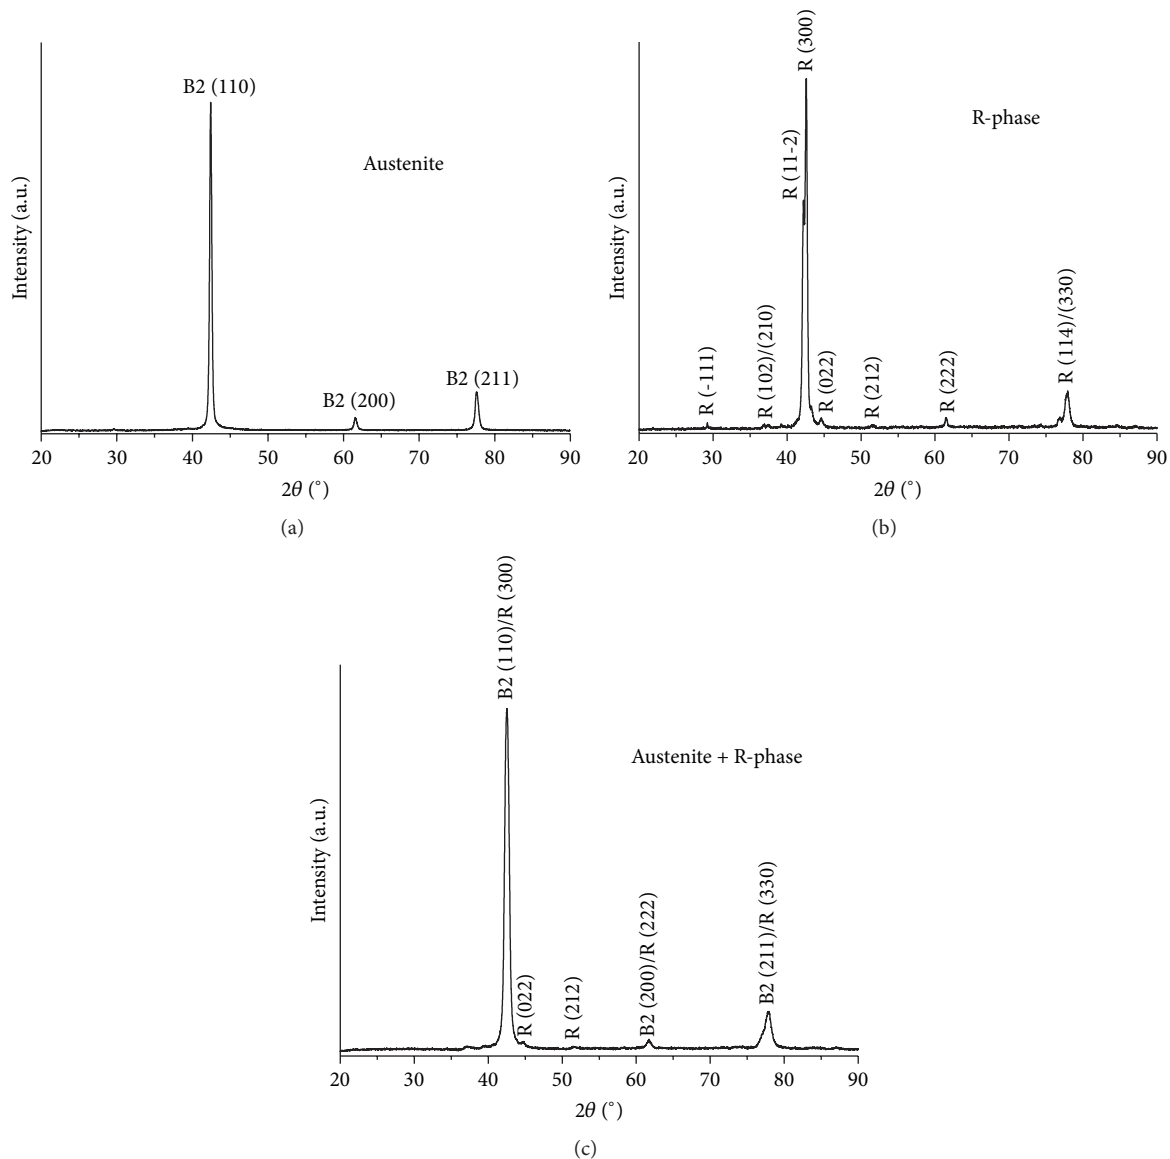 B2 (110)
Austenite
B2 (200)
B2 (211)
Intensity (a.u.)
20 30 40 50 60 70 80 90
2θ (°)
(a)
R (300)
R (11-2)
R-phase
R (-111)
R (102)/(210)
R (022)
R (212)
R (222)
R (114)/(330)
Intensity (a.u.)
20 30 40 50 60 70 80 90
2θ (°)
(b)
B2 (110)/R (300)
Austenite + R-phase
R (022)
R (212)
B2 (200)/R (222)
B2 (211)/R (330)
Intensity (a.u.)
20 30 40 50 60 70 80 90
2θ (°)
(c)